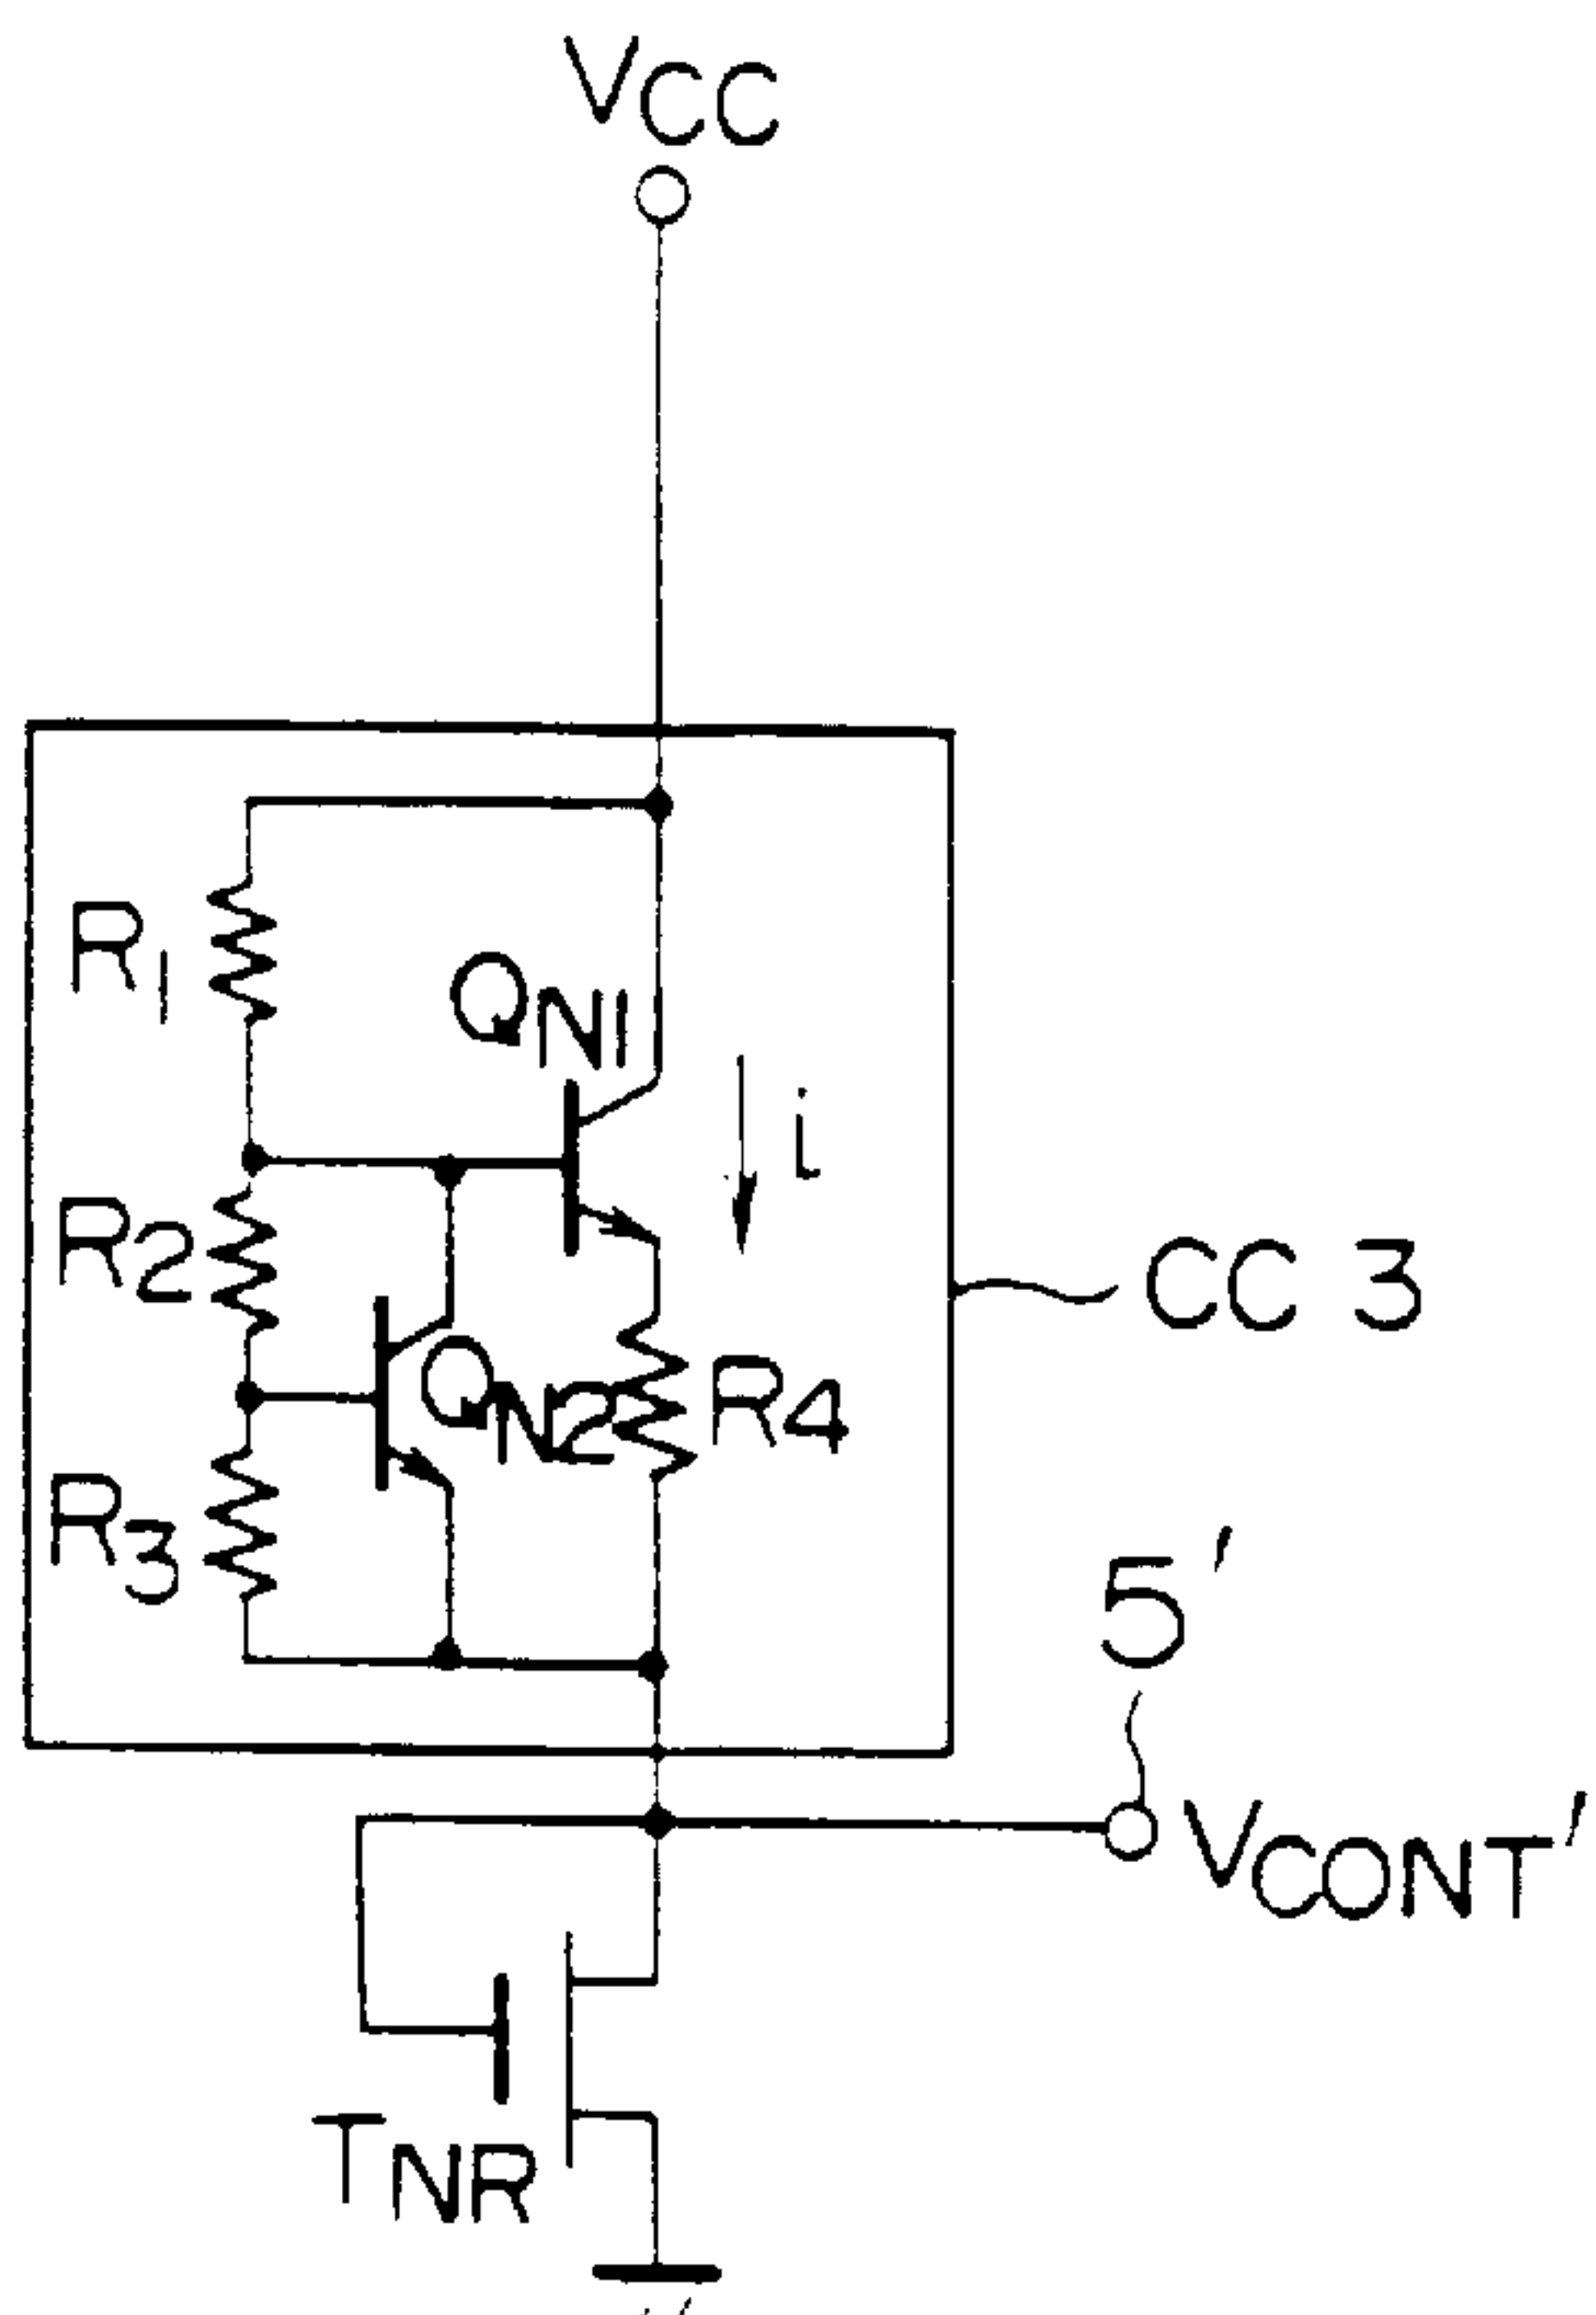 VCC
R1
QN1
i
R2
CC 3
QN2
R4
R3
5'
VCONT'
TNR